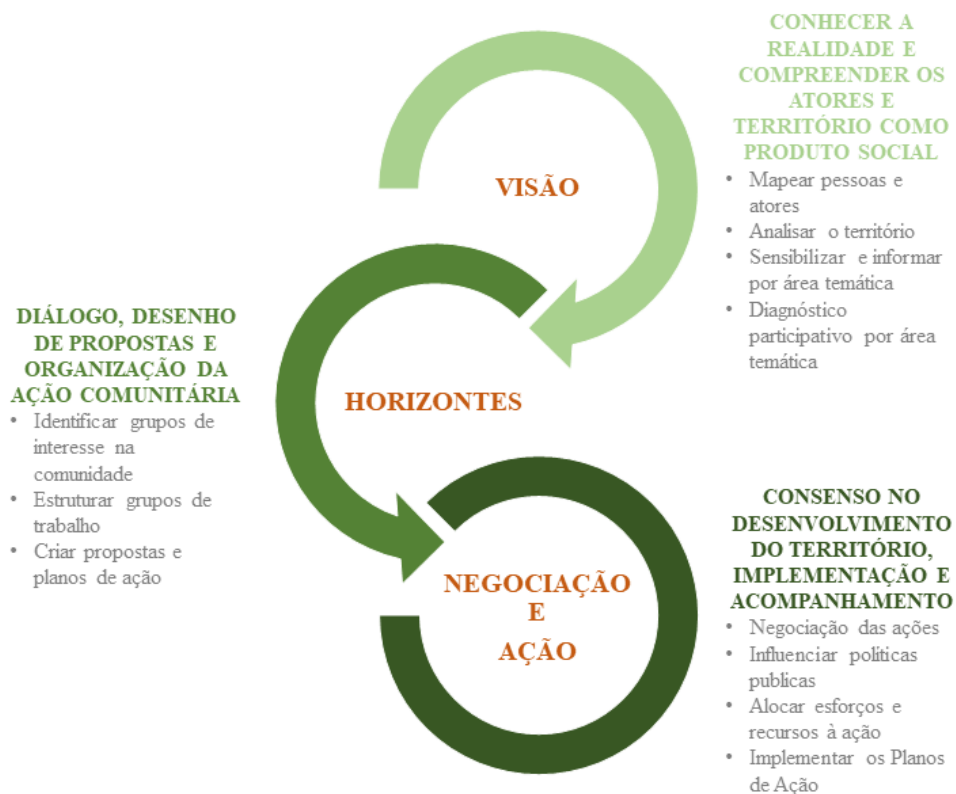 CONHECER A
REALIDADE E
COMPREENDER OS
ATORES E
TERRITÓRIO COMO
PRODUTO SOCIAL
• Mapear pessoas e
atores
• Analisar o território
• Sensibilizar e informar
por área temática
• Diagnóstico
participativo por área
temática
VISÃO
DIÁLOGO, DESENHO
DE PROPOSTAS E
ORGANIZAÇÃO DA
AÇÃO COMUNITÁRIA
• Identificar grupos de
interesse na
comunidade
• Estruturar grupos de
trabalho
• Criar propostas e
planos de ação
HORIZONTES
CONSENSO NO
DESENVOLVIMENTO
DO TERRITÓRIO,
IMPLEMENTAÇÃO E
ACOMPANHAMENTO
• Negociação das ações
• Influenciar políticas
publicas
• Alocar esforços e
recursos à ação
• Implementar os Planos
de Ação
NEGOCIAÇÃO
E
AÇÃO